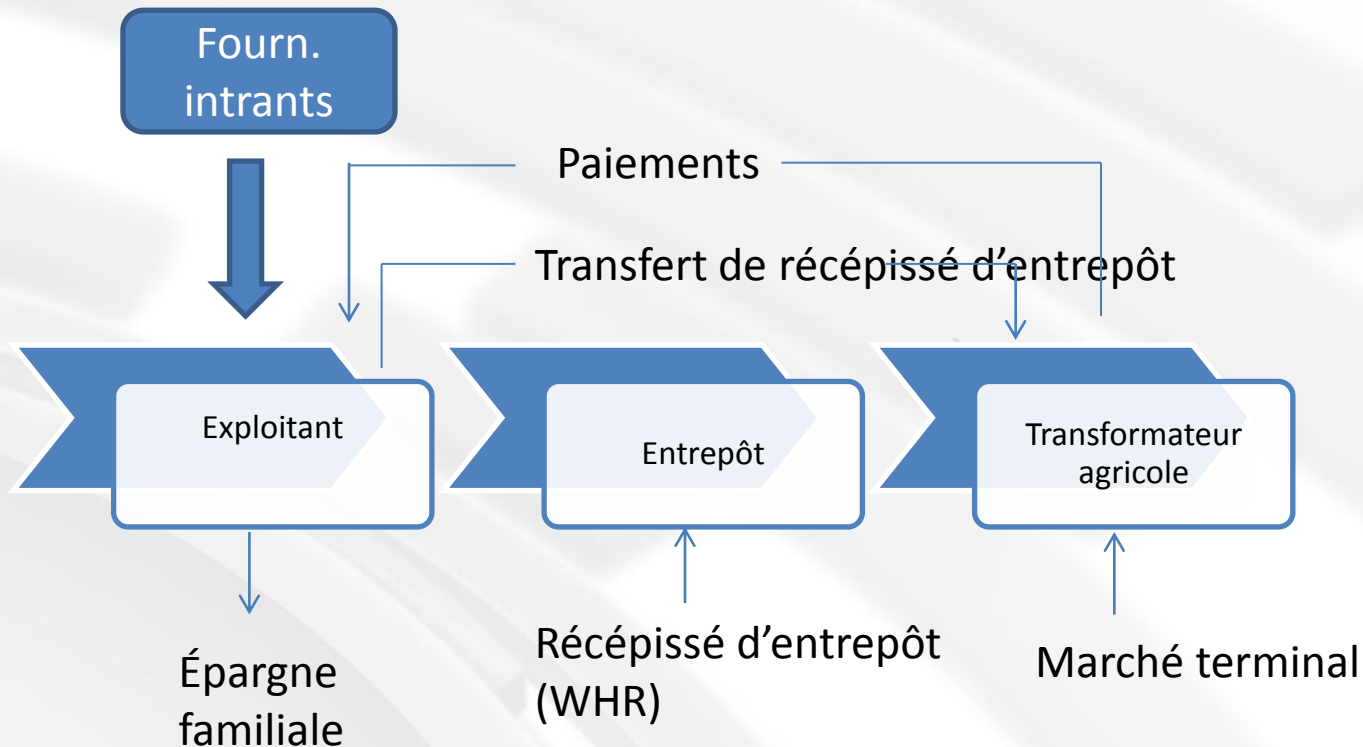 Fourn.
intrants
Paiements
Transfert de récépissé d’entrepôt
Exploitant
Entrepôt
Transformateur
agricole
Épargne
familiale
Récépissé d’entrepôt
(WHR)
Marché terminal